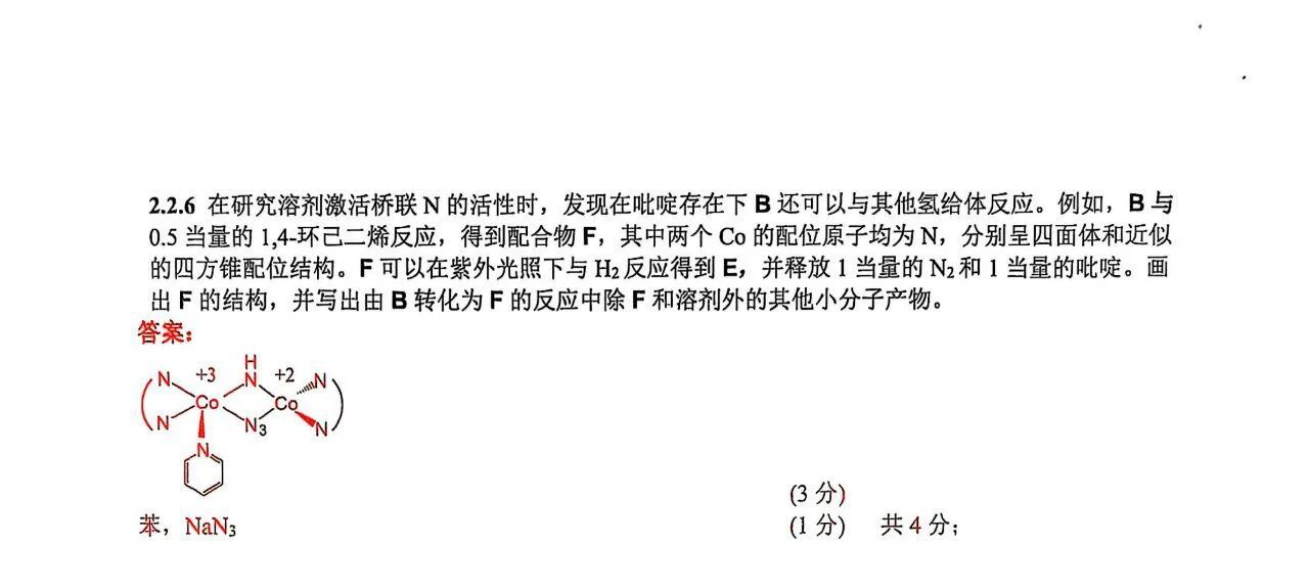 2.2.6 在研究溶剂激活桥联 N 的活性时，发现在吡啶存在下 B 还可以与其他氢给体反应。例如，B 与
0.5 当量的 1,4-环己二烯反应，得到配合物 F，其中两个 Co 的配位原子均为 N，分别呈四面体和近似
的四方锥配位结构。F 可以在紫外光照下与 H₂ 反应得到 E，并释放 1 当量的 N₂ 和 1 当量的吡啶。画
出 F 的结构，并写出由 B 转化为 F 的反应中除 F 和溶剂外的其他小分子产物。
答案：
H
N +3 N +2 N
Co Co
N N₃ N
N
(3 分)
苯，NaN₃ (1 分) 共 4 分；